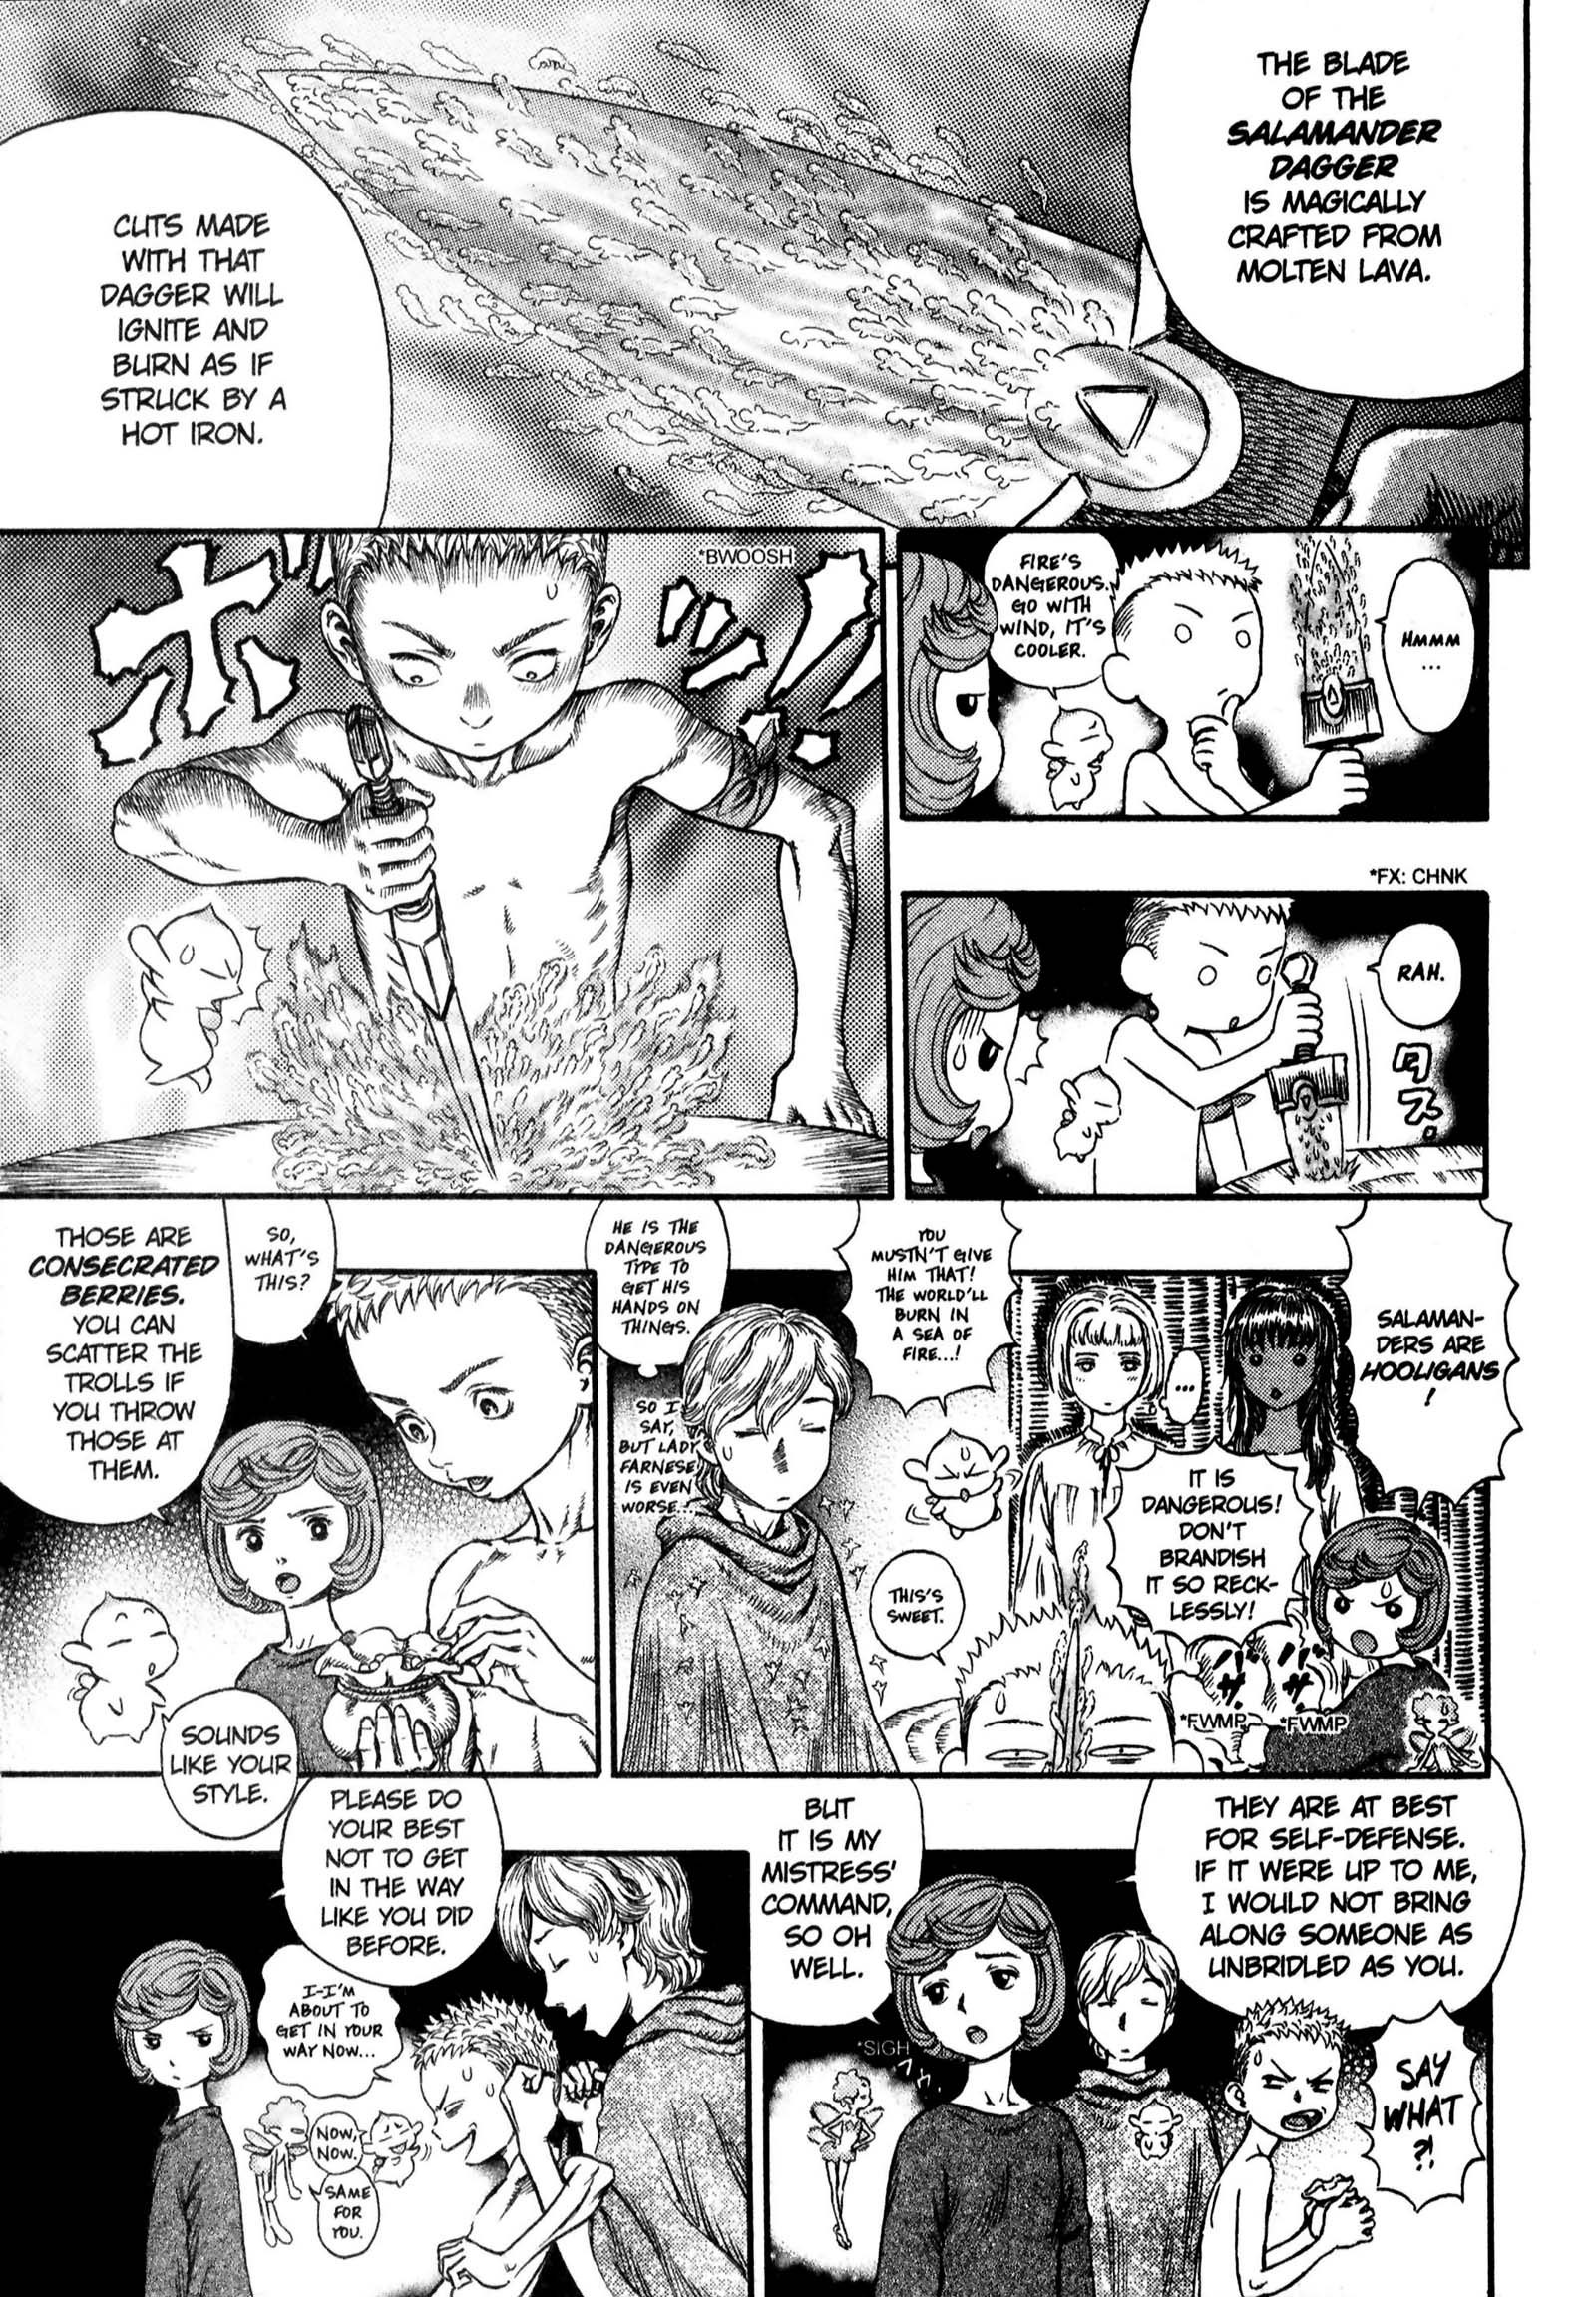 THE BLADE
OF THE
SALAMANDER
DAGGER
IS MAGICALLY
CRAFTED FROM
MOLTEN LAVA.
CUTS MADE
WITH THAT
DAGGER WILL
IGNITE AND
BURN AS IF
STRUCK BY A
HOT IRON.
HMMM
...
FIRE'S
DANGEROUS.
GO WITH
WIND, IT'S
COOLER.
*FX: CHNK
RAH.
タス.
*BWOOSH
ボッ!!
SALAMAN-
DERS ARE
HOOLIGANS
!
...
IT IS
DANGEROUS!
DON'T
BRANDISH
IT SO RECK-
LESSLY!
*FWMP
*FWMP
YOU
MUSTN'T GIVE
HIM THAT!
THE WORLD'LL
BURN IN
A SEA OF
FIRE...!
THIS'S
SWEET.
HE IS THE
DANGEROUS
TYPE TO
GET HIS
HANDS ON
THINGS.
SO I
SAY,
BUT LADY
FARNESE
IS EVEN
WORSE..!
SO,
WHAT'S
THIS?
THOSE ARE
CONSECRATED
BERRIES.
YOU CAN
SCATTER THE
TROLLS IF
YOU THROW
THOSE AT
THEM.
SOUNDS
LIKE YOUR
STYLE.
THEY ARE AT BEST
FOR SELF-DEFENSE.
IF IT WERE UP TO ME,
I WOULD NOT BRING
ALONG SOMEONE AS
UNBRIDLED AS YOU.
SAY
WHAT
?!
BUT
IT IS MY
MISTRESS'
COMMAND,
SO OH
WELL.
*SIGH
PLEASE DO
YOUR BEST
NOT TO GET
IN THE WAY
LIKE YOU DID
BEFORE.
I-I'M
ABOUT TO
GET IN YOUR
WAY NOW...
NOW,
NOW.
SAME
FOR
YOU.